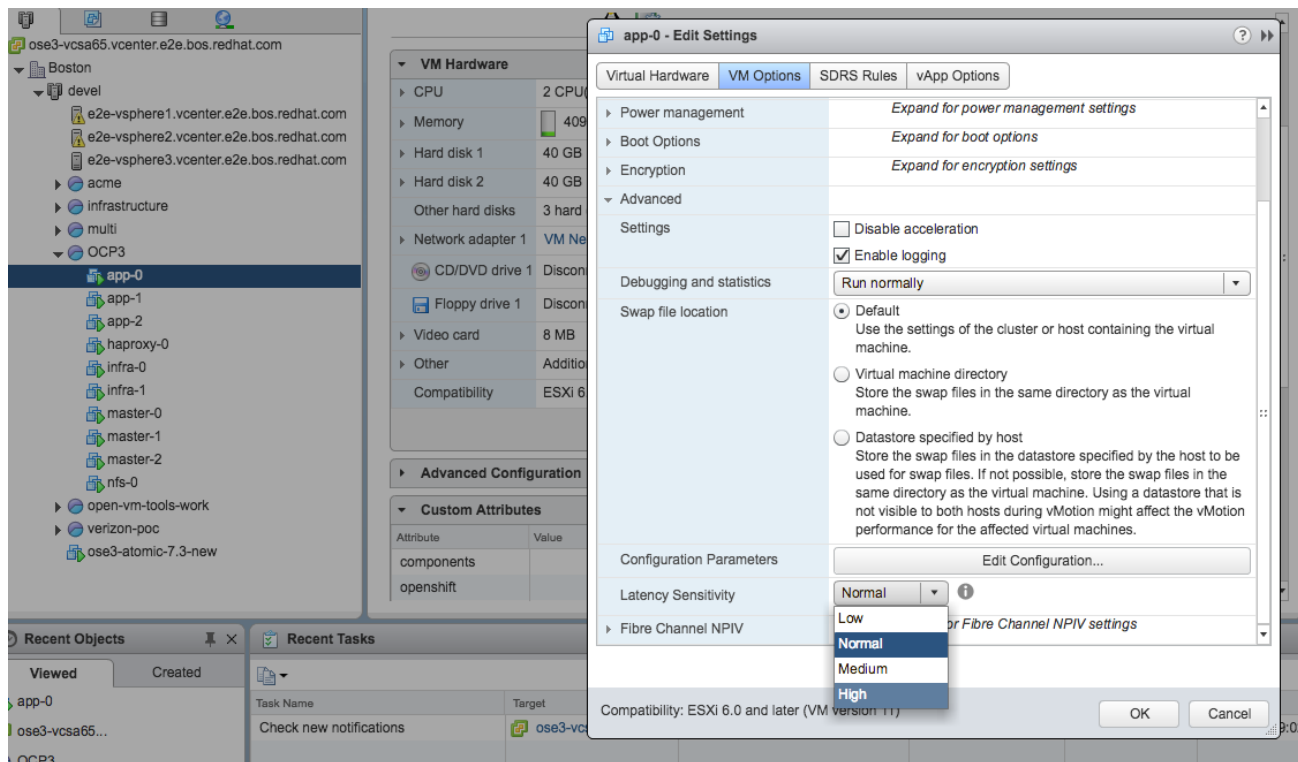 ose3-vcsa65.vcenter.e2e.bos.redhat.com
Boston
devel
e2e-vsphere1.vcenter.e2e.bos.redhat.com
e2e-vsphere2.vcenter.e2e.bos.redhat.com
e2e-vsphere3.vcenter.e2e.bos.redhat.com
acme
infrastructure
multi
OCP3
app-0
app-1
app-2
haproxy-0
infra-0
infra-1
master-0
master-1
master-2
nfs-0
open-vm-tools-work
verizon-poc
ose3-atomic-7.3-new
VM Hardware
CPU 2 CPU(
Memory 409
Hard disk 1 40 GB
Hard disk 2 40 GB
Other hard disks 3 hard
Network adapter 1 VM Ne
CD/DVD drive 1 Discon
Floppy drive 1 Discon
Video card 8 MB
Other Additio
Compatibility ESXi 6
Advanced Configuration
Custom Attributes
Attribute Value
components
openshift
app-0 - Edit Settings
Virtual Hardware VM Options SDRS Rules vApp Options
Power management Expand for power management settings
Boot Options Expand for boot options
Encryption Expand for encryption settings
Advanced
Settings Disable acceleration
Enable logging
Debugging and statistics Run normally
Swap file location Default
Use the settings of the cluster or host containing the virtual
machine.
Virtual machine directory
Store the swap files in the same directory as the virtual
machine.
Datastore specified by host
Store the swap files in the datastore specified by the host to be
used for swap files. If not possible, store the swap files in the
same directory as the virtual machine. Using a datastore that is
not visible to both hosts during vMotion might affect the vMotion
performance for the affected virtual machines.
Configuration Parameters Edit Configuration...
Latency Sensitivity Normal
Low
Fibre Channel NPIV or Fibre Channel NPIV settings
Normal
Medium
High
Compatibility: ESXi 6.0 and later (VM version 11)
OK Cancel
Recent Objects
Viewed Created
app-0
ose3-vcsa65...
OCP3
Recent Tasks
Task Name Target
Check new notifications ose3-vcs